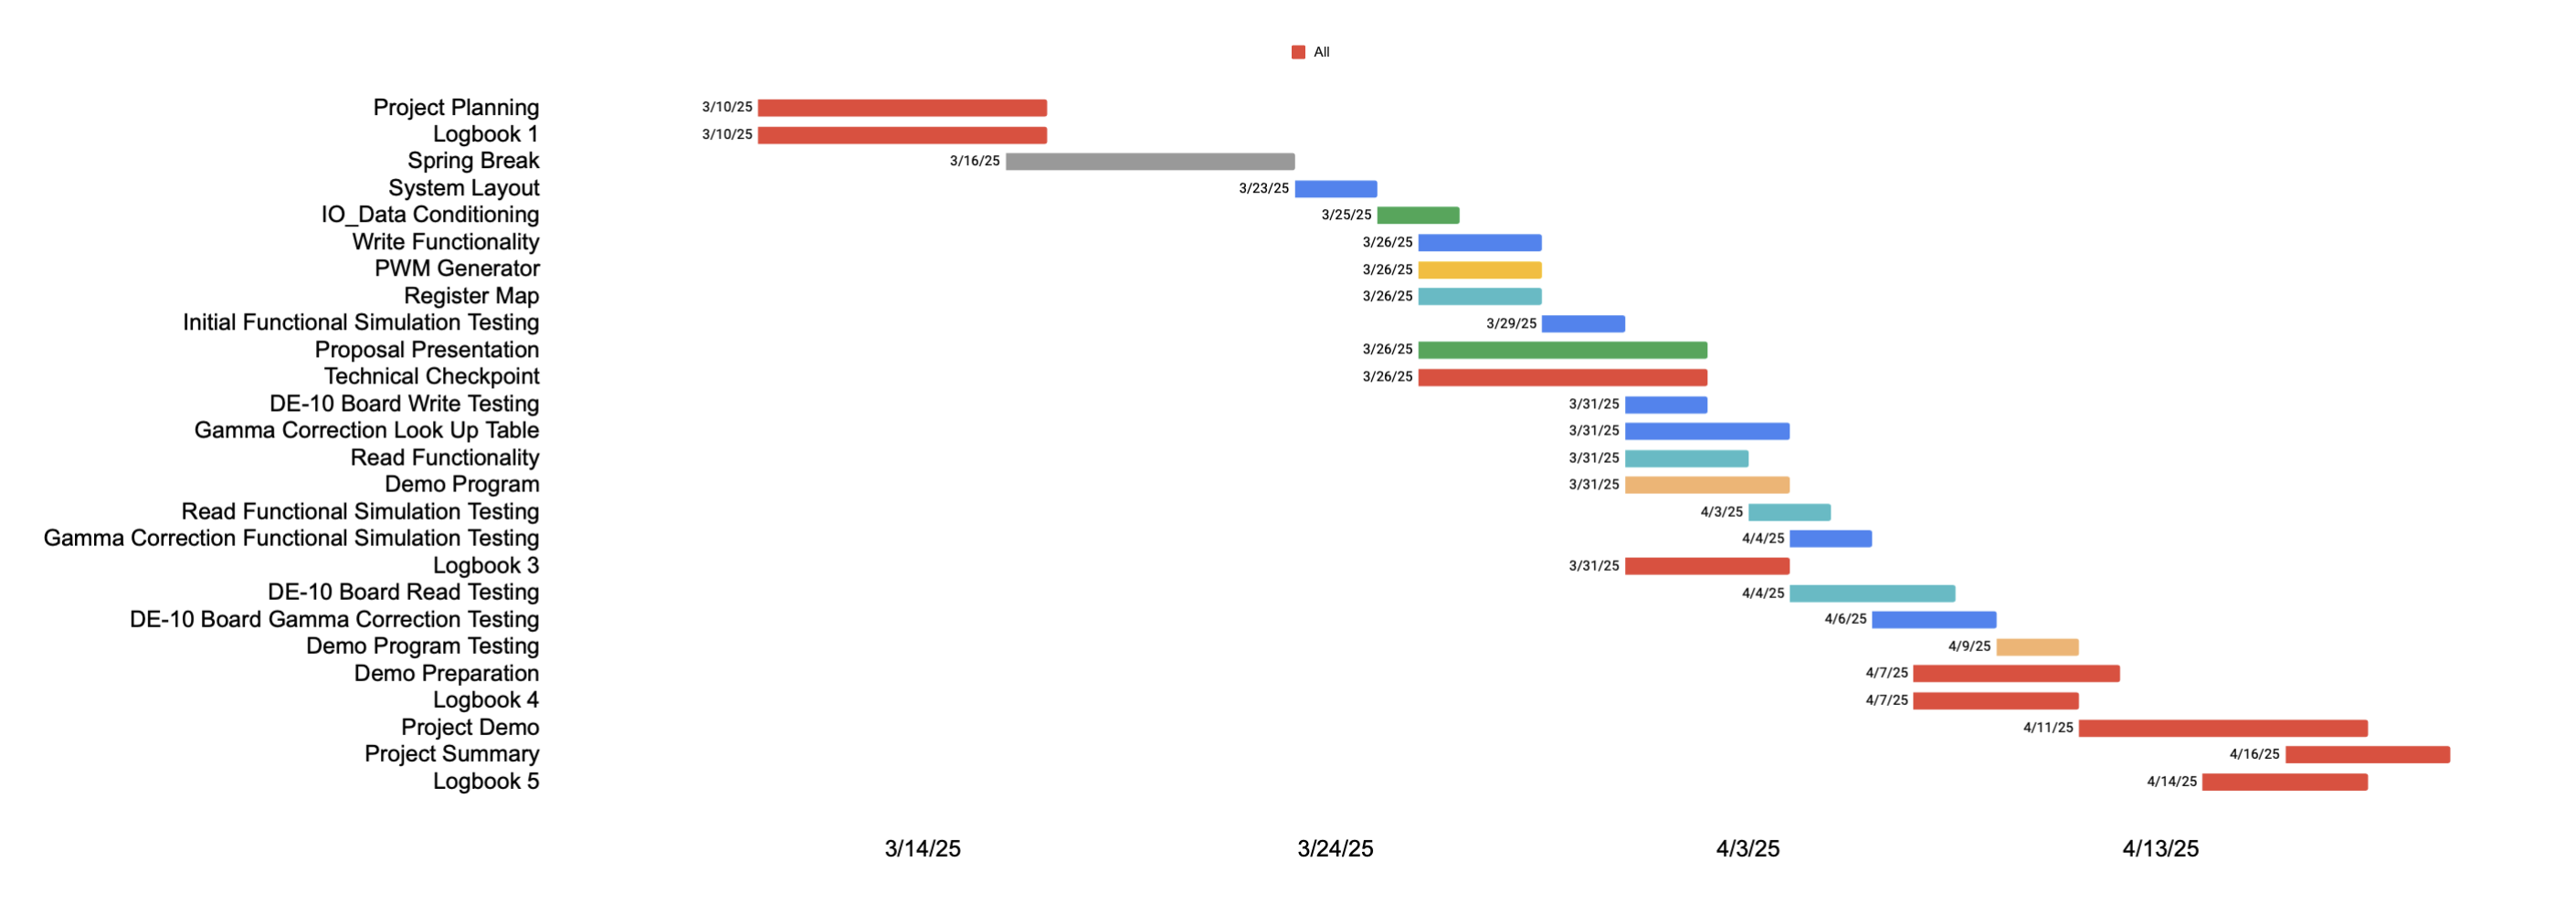 All
Project Planning 3/10/25
Logbook 1 3/10/25
Spring Break 3/16/25
System Layout 3/23/25
IO_Data Conditioning 3/25/25
Write Functionality 3/26/25
PWM Generator 3/26/25
Register Map 3/26/25
Initial Functional Simulation Testing 3/29/25
Proposal Presentation 3/26/25
Technical Checkpoint 3/26/25
DE-10 Board Write Testing 3/31/25
Gamma Correction Look Up Table 3/31/25
Read Functionality 3/31/25
Demo Program 3/31/25
Read Functional Simulation Testing 4/3/25
Gamma Correction Functional Simulation Testing 4/4/25
Logbook 3 3/31/25
DE-10 Board Read Testing 4/4/25
DE-10 Board Gamma Correction Testing 4/6/25
Demo Program Testing 4/9/25
Demo Preparation 4/7/25
Logbook 4 4/7/25
Project Demo 4/11/25
Project Summary 4/16/25
Logbook 5 4/14/25
3/14/25 3/24/25 4/3/25 4/13/25